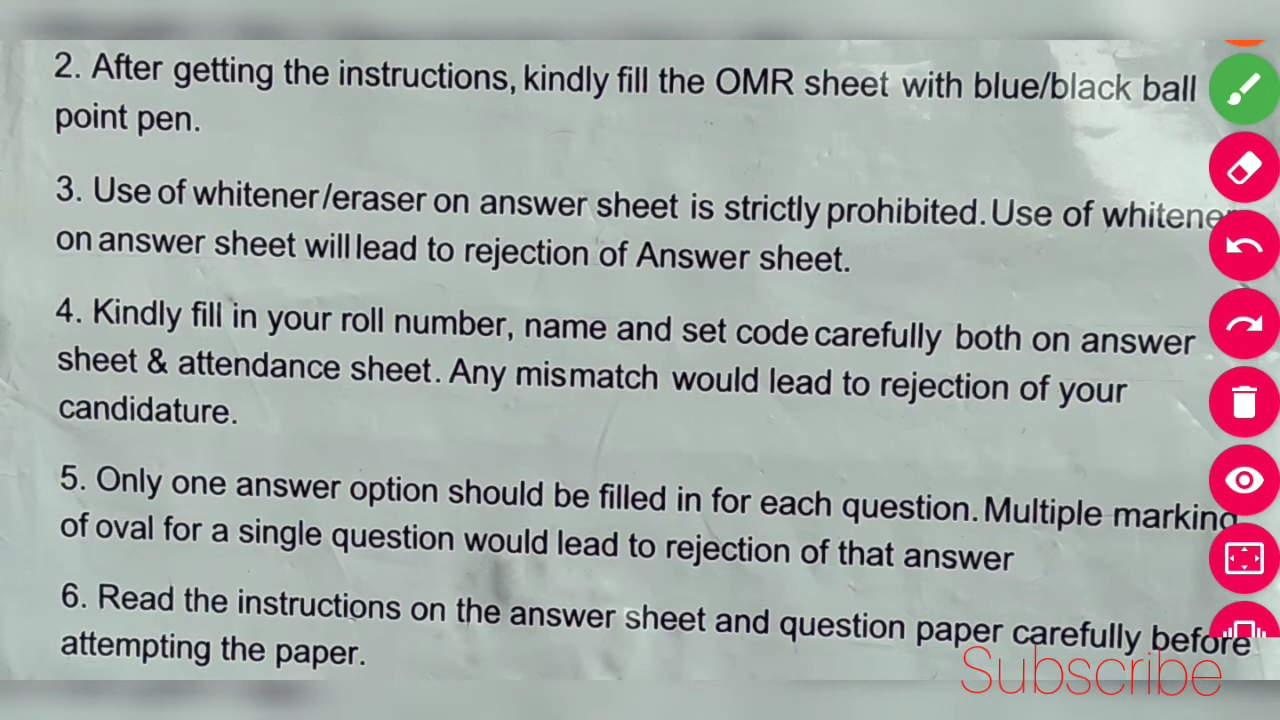 2. After getting the instructions, kindly fill the OMR sheet with blue/black ball
point pen.
3. Use of whitener/eraser on answer sheet is strictly prohibited. Use of whitene
on answer sheet will lead to rejection of Answer sheet.
4. Kindly fill in your roll number, name and set code carefully both on answer
sheet & attendance sheet. Any mismatch would lead to rejection of your
candidature.
5. Only one answer option should be filled in for each question. Multiple marking
of oval for a single question would lead to rejection of that answer
6. Read the instructions on the answer sheet and question paper carefully before
attempting the paper.
Subscribe